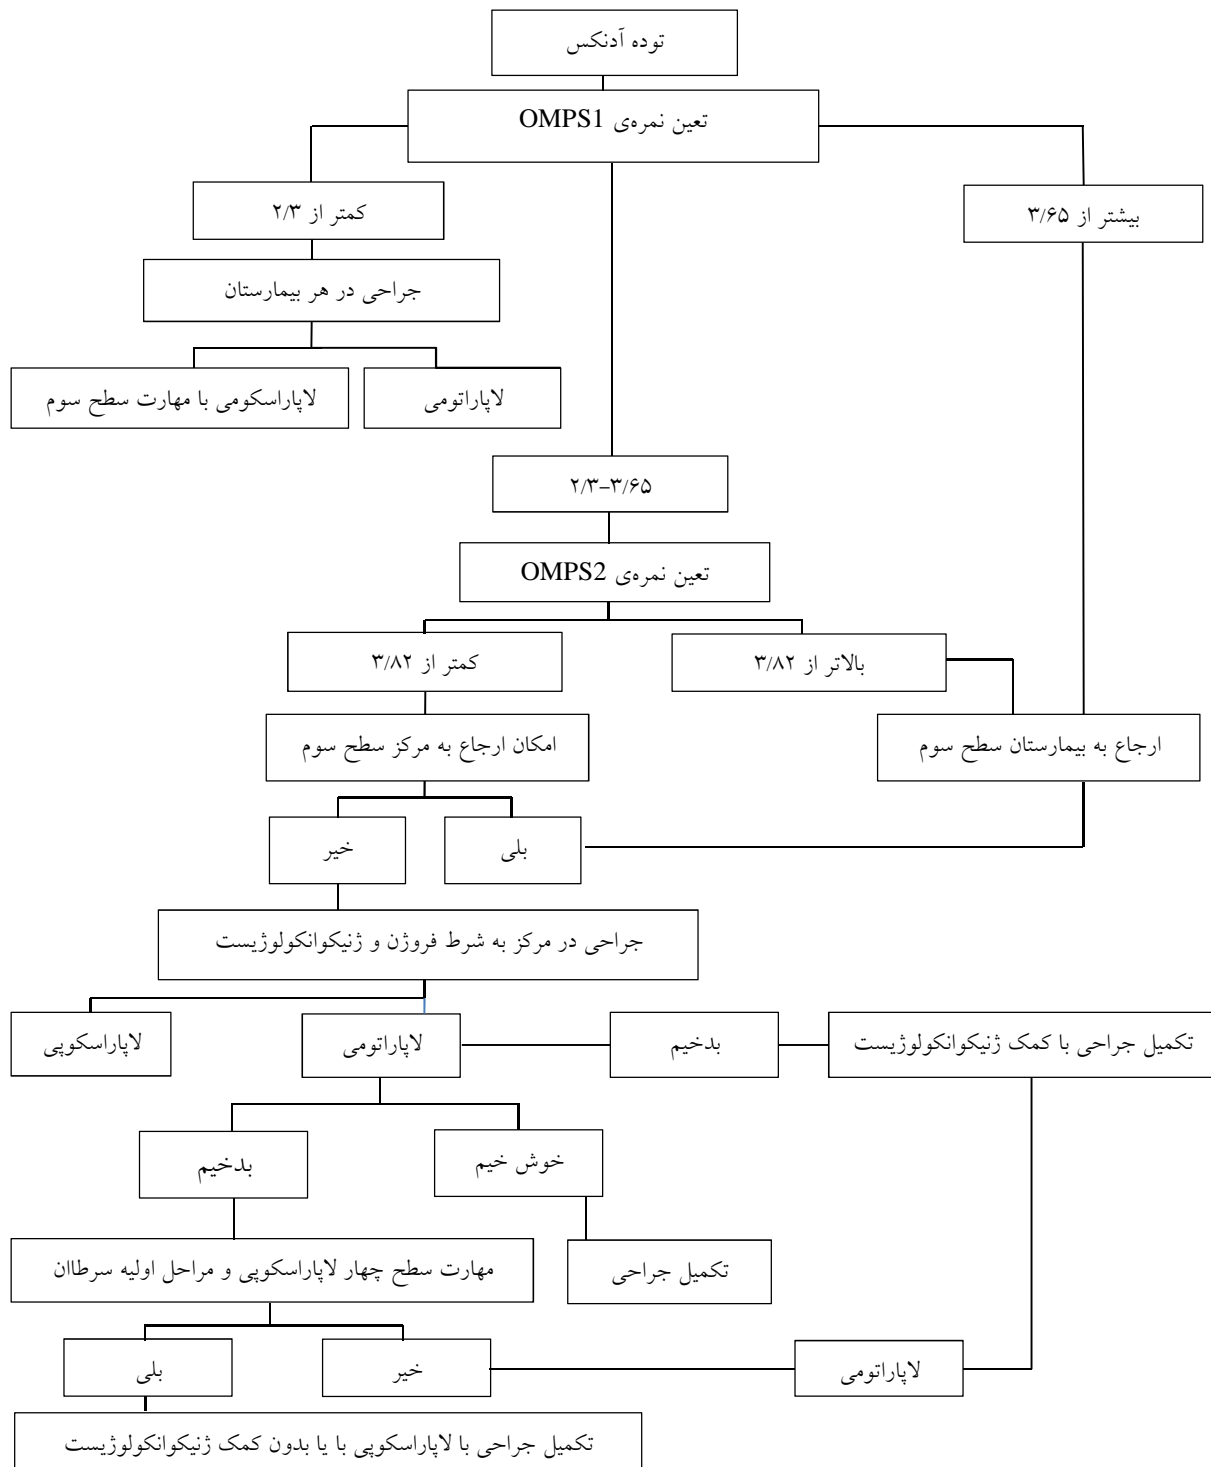 توده آدنکس
تعین نمره‌ی OMPS1
کمتر از ۲/۳
بیشتر از ۳/۶۵
جراحی در هر بیمارستان
لاپاراتومی
لاپاراسکومی با مهارت سطح سوم
۲/۳-۳/۶۵
تعین نمره‌ی OMPS2
بالاتر از ۳/۸۲
کمتر از ۳/۸۲
ارجاع به بیمارستان سطح سوم
امکان ارجاع به مرکز سطح سوم
بلی
خیر
جراحی در مرکز به شرط فروژن و ژنیکوانکولوژیست
تکمیل جراحی با کمک ژنیکوانکولوژیست
بدخیم
لاپاراتومی
لاپاراسکوپی
خوش خیم
بدخیم
تکمیل جراحی
مهارت سطح چهار لاپاراسکوپی و مراحل اولیه سرطاان
لاپاراتومی
خیر
بلی
تکمیل جراحی با لاپاراسکوپی با یا بدون کمک ژنیکوانکولوژیست